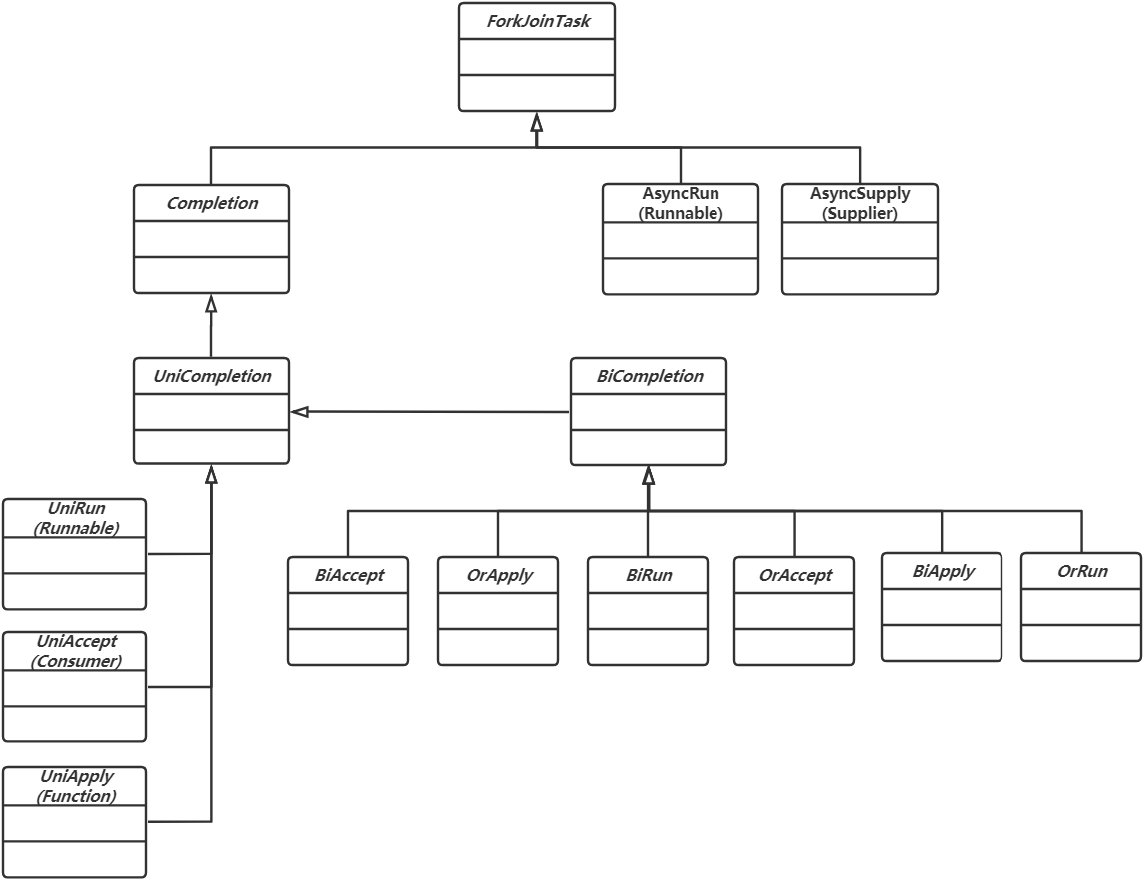 ForkJoinTask
Completion
AsyncRun
(Runnable)
AsyncSupply
(Supplier)
UniCompletion
BiCompletion
UniRun
(Runnable)
UniAccept
(Consumer)
UniApply
(Function)
BiAccept
OrApply
BiRun
OrAccept
BiApply
OrRun